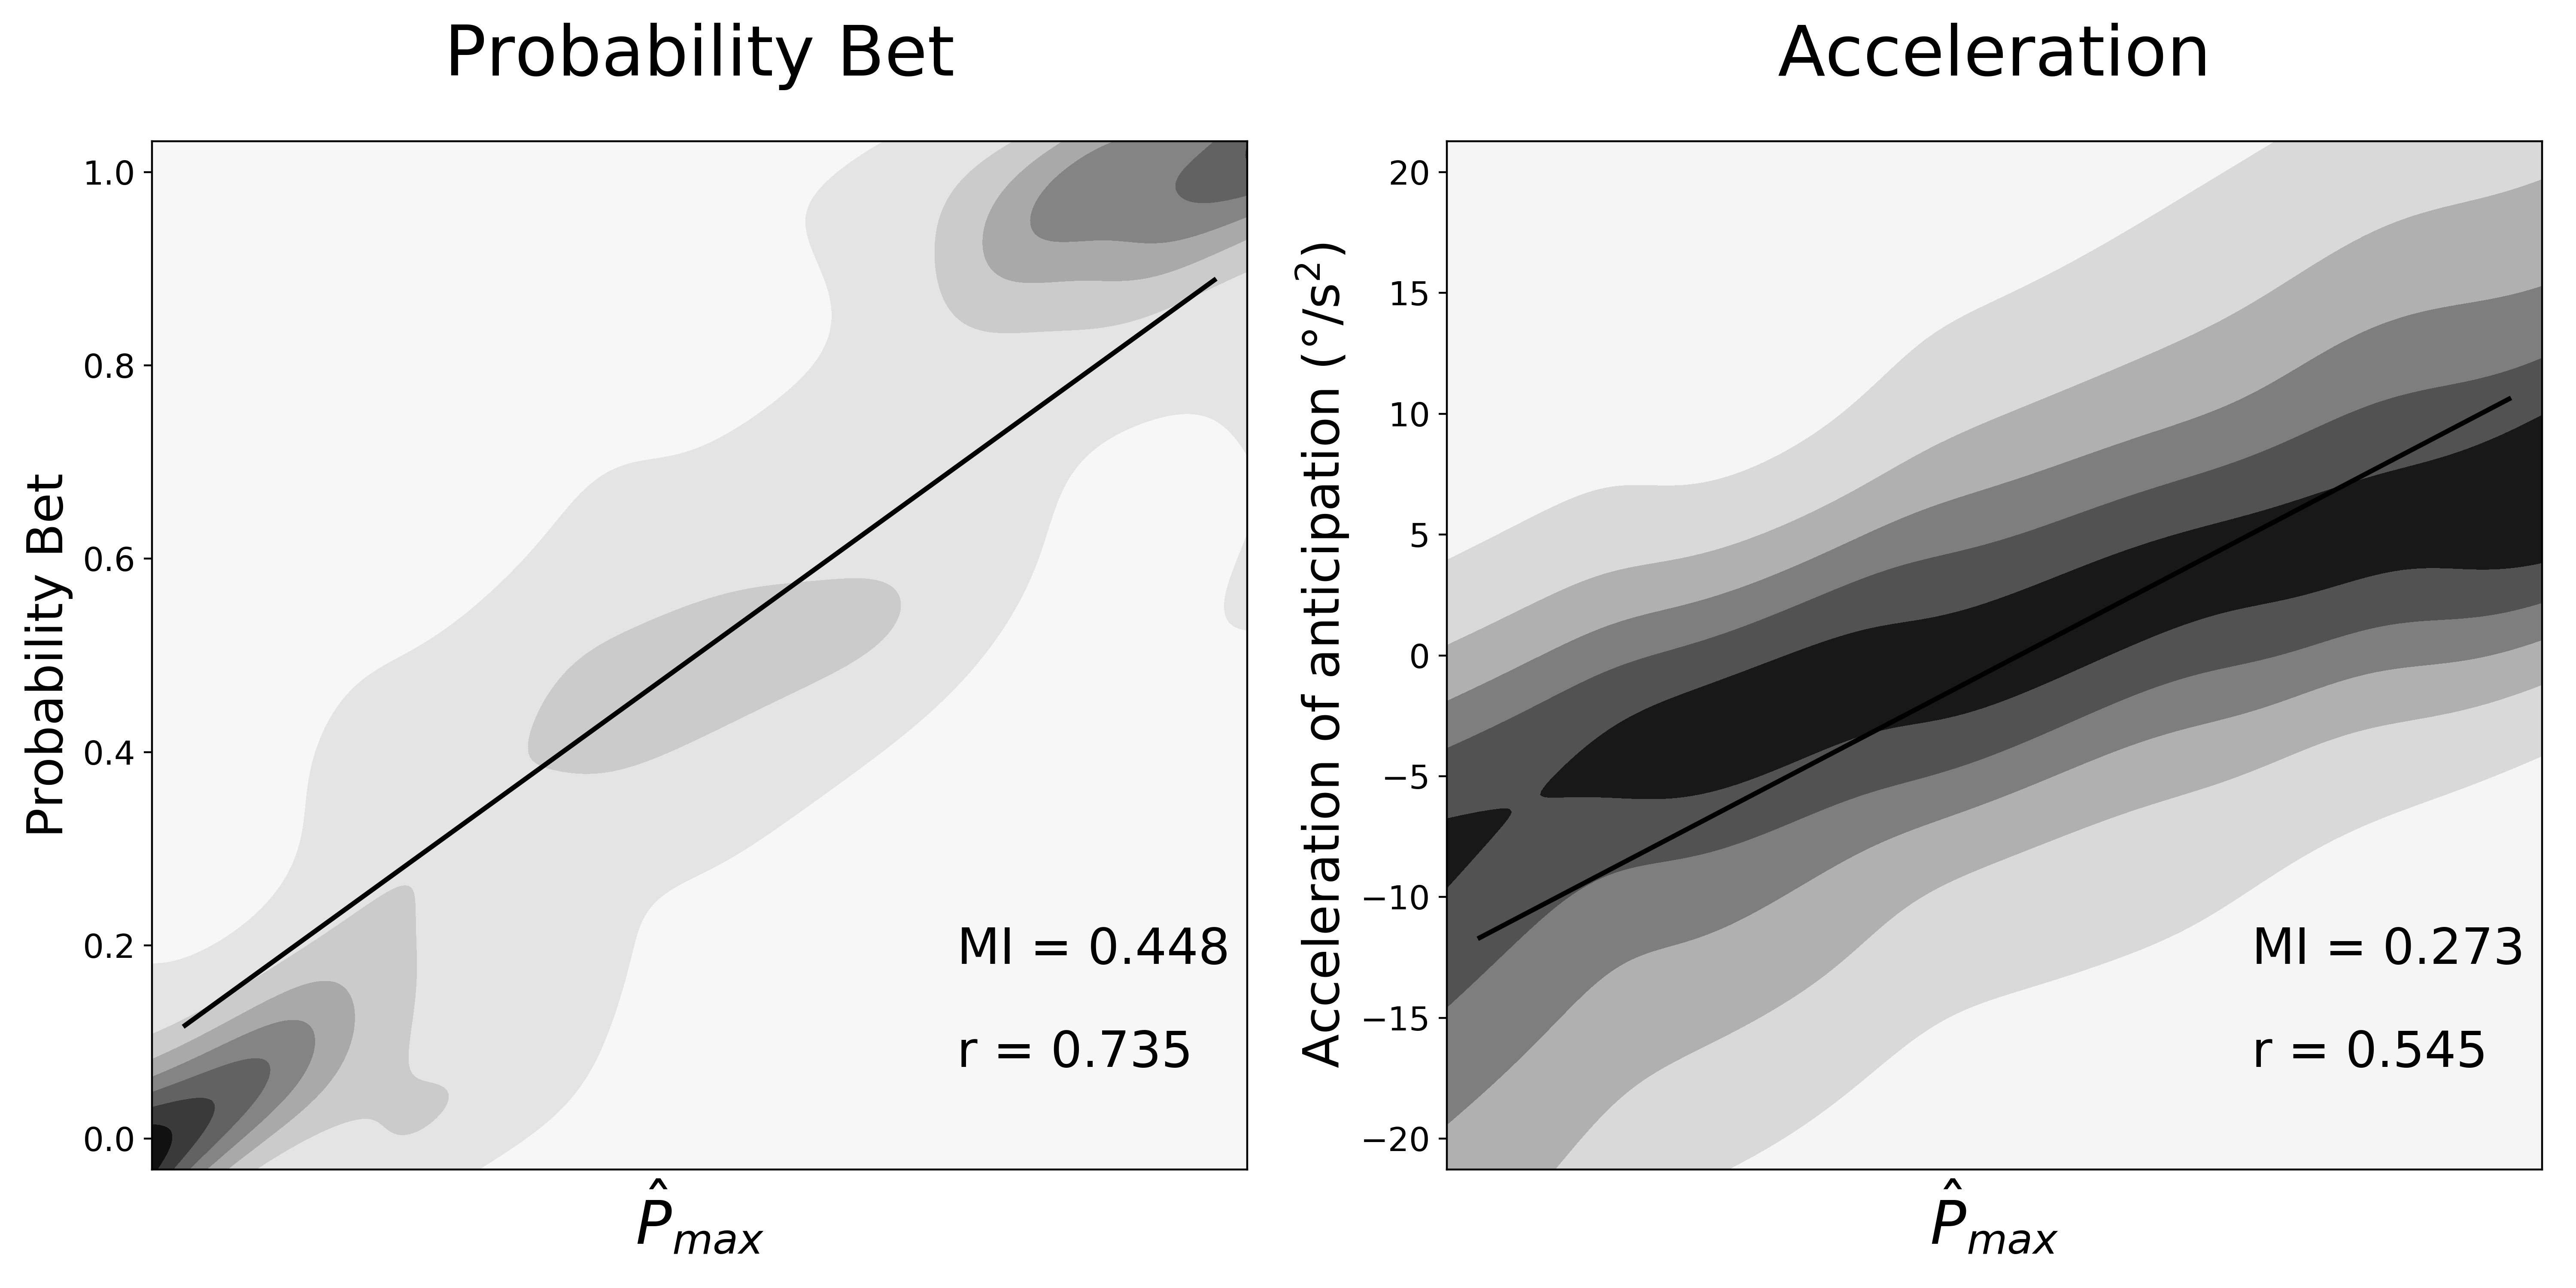 Probability Bet
Acceleration
Probability Bet
1.0
0.8
0.6
0.4
0.2
0.0
MI = 0.448
r = 0.735
P̂max
Acceleration of anticipation (°/s²)
20
15
10
5
0
−5
−10
−15
−20
MI = 0.273
r = 0.545
P̂max